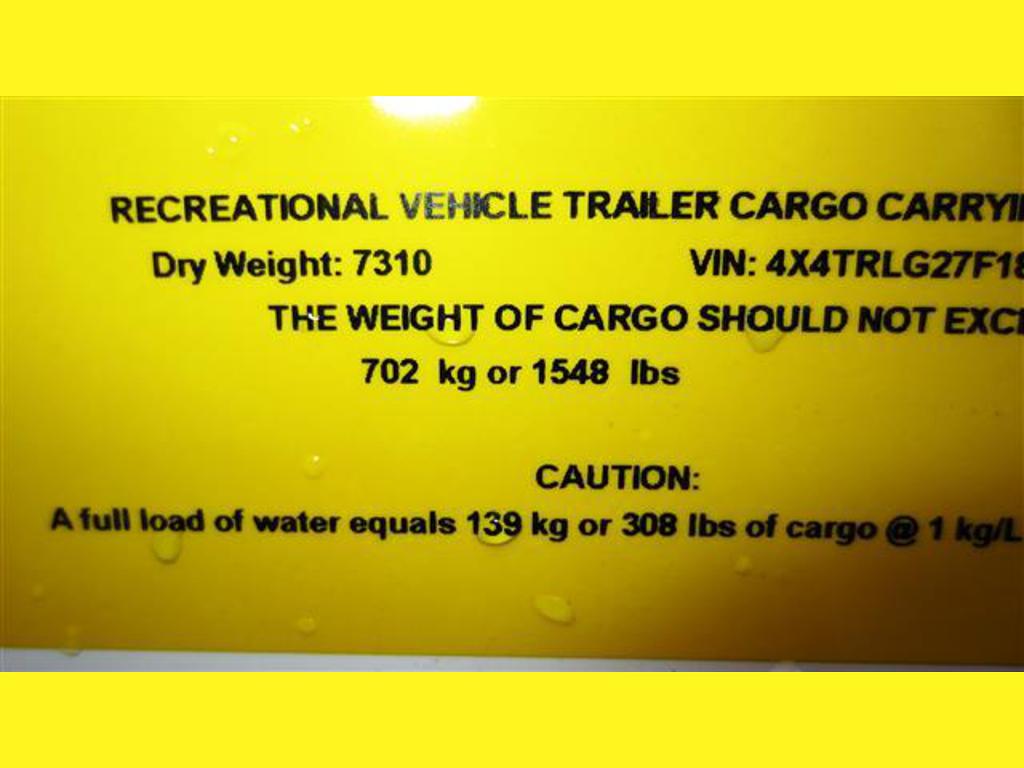 RECREATIONAL VEHICLE TRAILER CARGO CARRYI
Dry Weight: 7310 VIN: 4X4TRLG27F18
THE WEIGHT OF CARGO SHOULD NOT EXC
702 kg or 1548 lbs
CAUTION:
A full load of water equals 139 kg or 308 lbs of cargo @ 1 kg/L